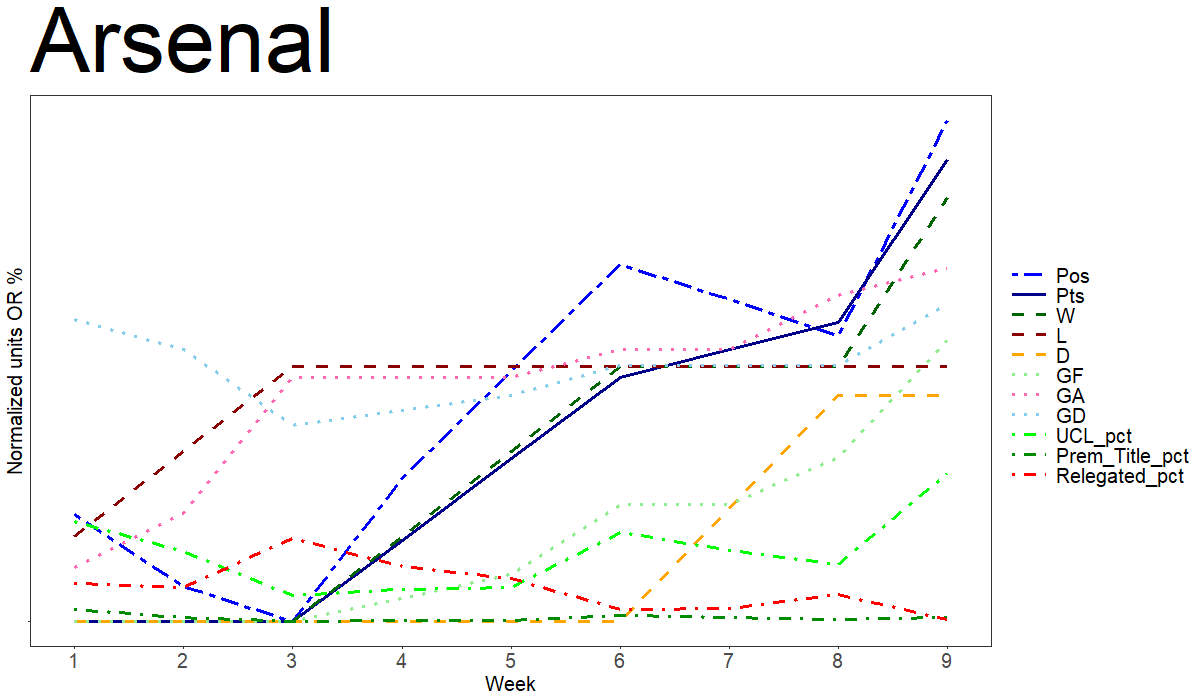 Arsenal
Normalized units OR %
Pos
Pts
W
L
D
GF
GA
GD
UCL_pct
Prem_Title_pct
Relegated_pct
1 2 3 4 5 6 7 8 9
Week